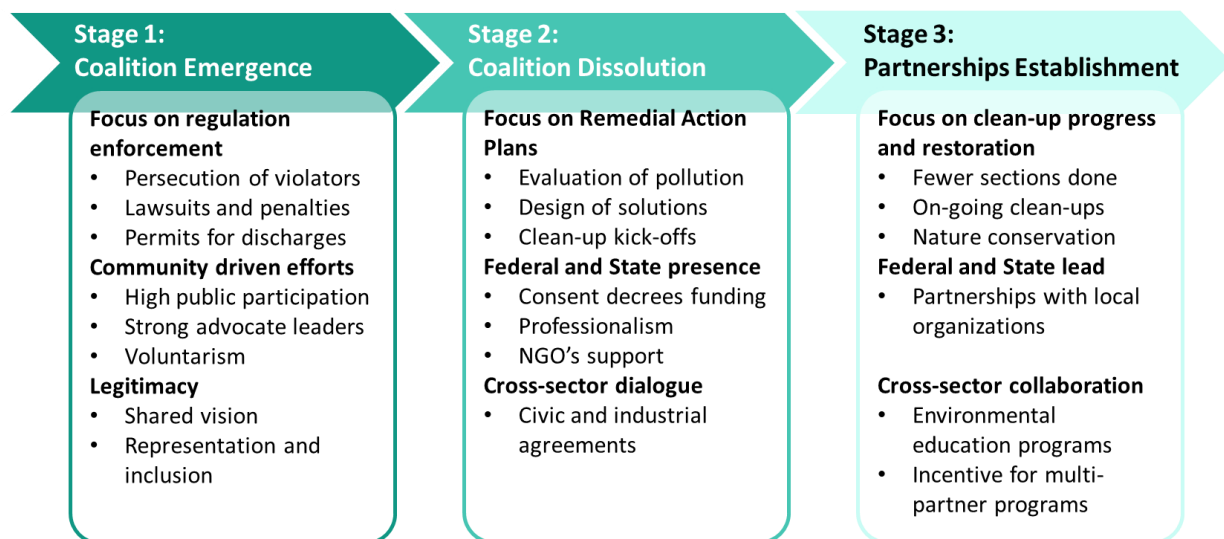 Stage 1:
Coalition Emergence
Focus on regulation
enforcement
• Persecution of violators
• Lawsuits and penalties
• Permits for discharges
Community driven efforts
• High public participation
• Strong advocate leaders
• Voluntarism
Legitimacy
• Shared vision
• Representation and
inclusion
Stage 2:
Coalition Dissolution
Focus on Remedial Action
Plans
• Evaluation of pollution
• Design of solutions
• Clean-up kick-offs
Federal and State presence
• Consent decrees funding
• Professionalism
• NGO's support
Cross-sector dialogue
• Civic and industrial
agreements
Stage 3:
Partnerships Establishment
Focus on clean-up progress
and restoration
• Fewer sections done
• On-going clean-ups
• Nature conservation
Federal and State lead
• Partnerships with local
organizations
Cross-sector collaboration
• Environmental
education programs
• Incentive for multi-
partner programs